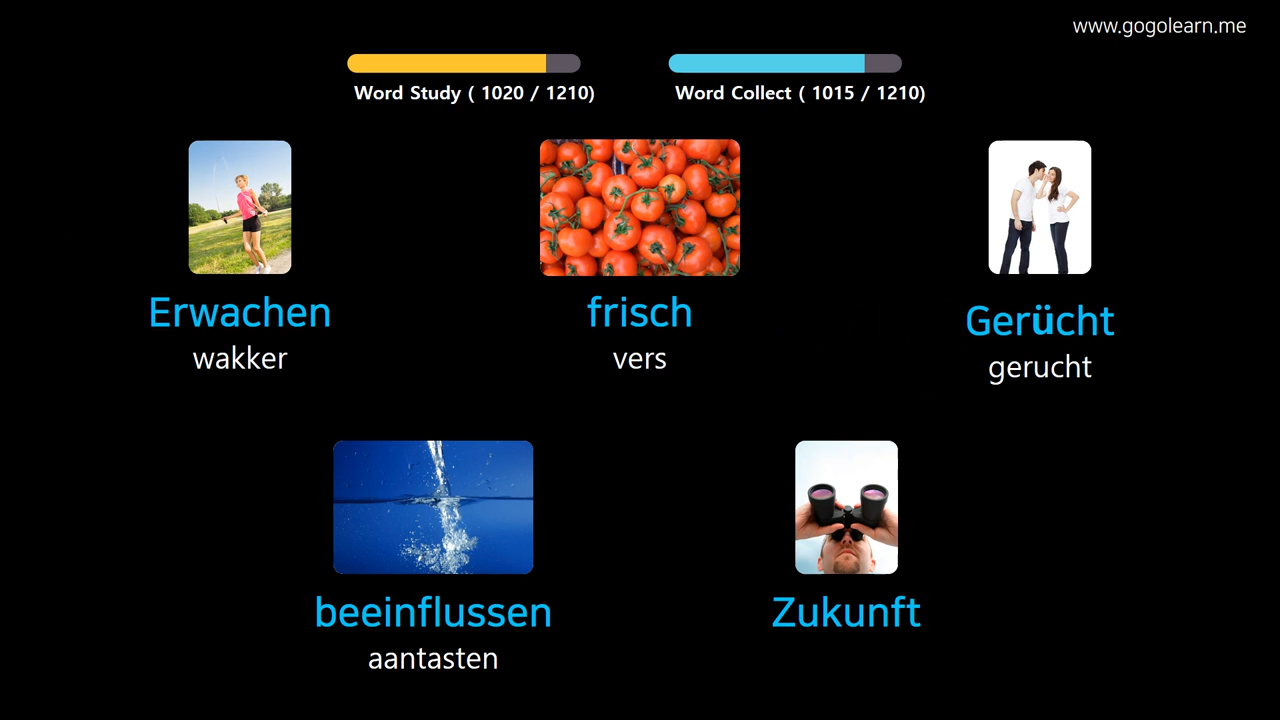 www.gogolearn.me
Word Study ( 1020 / 1210)
Word Collect ( 1015 / 1210)
Erwachen
wakker
frisch
vers
Gerücht
gerucht
beeinflussen
aantasten
Zukunft